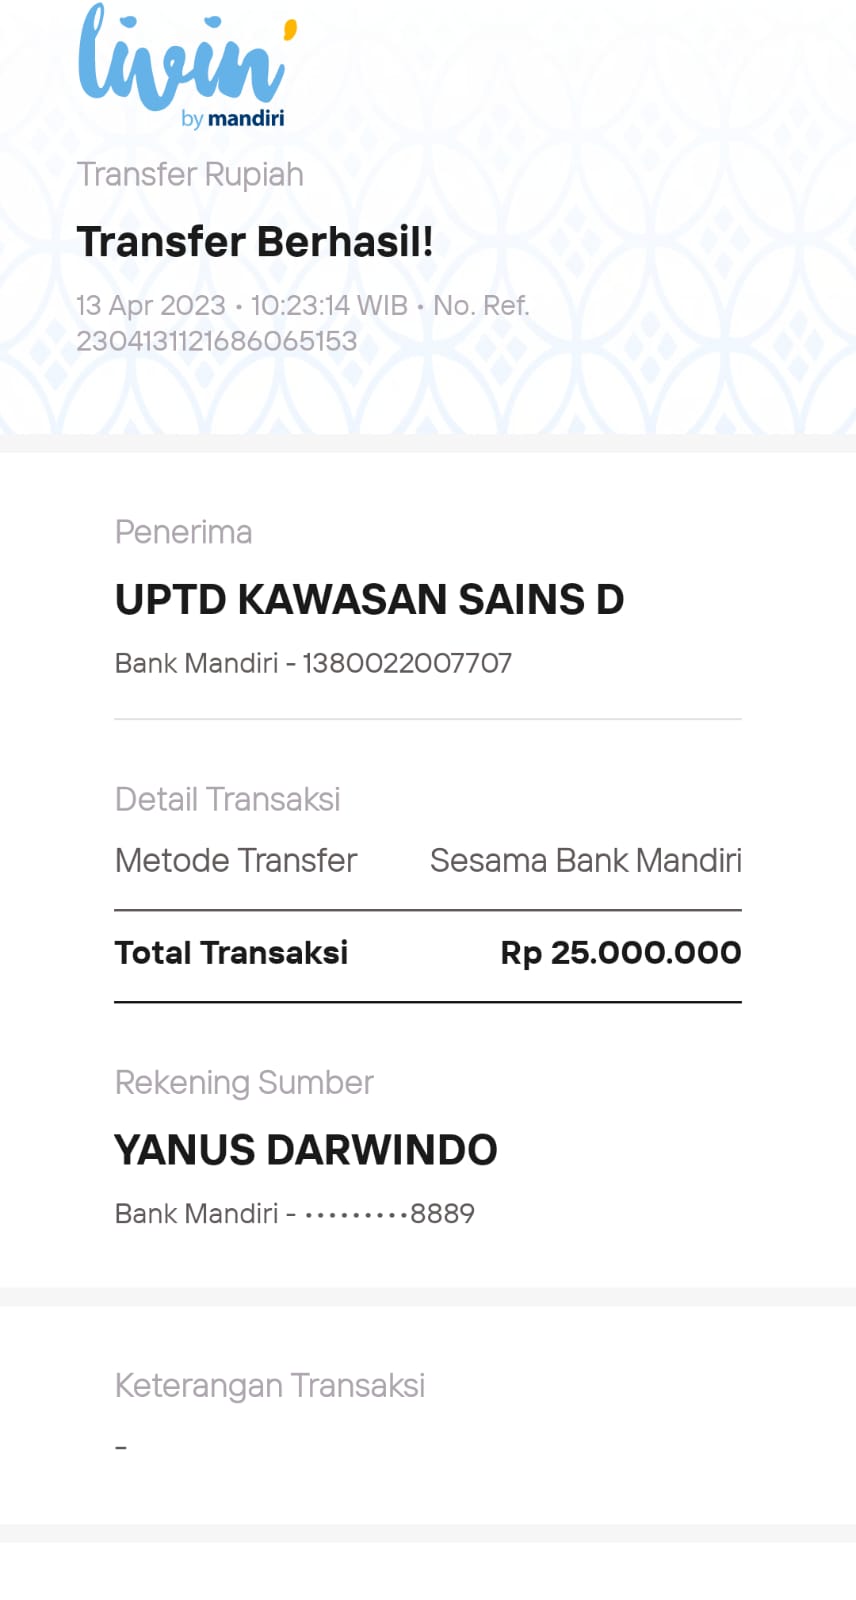 livin'
by mandiri
Transfer Rupiah
Transfer Berhasil!
13 Apr 2023 • 10:23:14 WIB • No. Ref.
2304131121686065153
Penerima
UPTD KAWASAN SAINS D
Bank Mandiri - 1380022007707
Detail Transaksi
Metode Transfer Sesama Bank Mandiri
Total Transaksi Rp 25.000.000
Rekening Sumber
YANUS DARWINDO
Bank Mandiri - •••••••••8889
Keterangan Transaksi
-